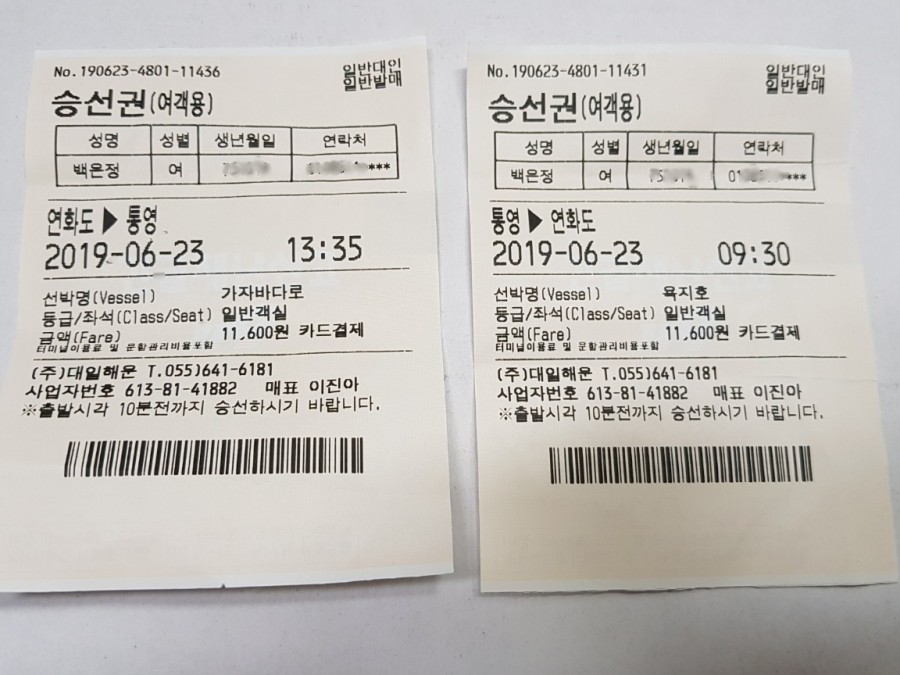 No.190623-4801-11436
일반대인
일반발매
승선권(여객용)
성명 성별 생년월일 연락처
백은정 여 ***
연화도 ▶ 통영
2019-06-23 13:35
선박명(Vessel) 가자바다로
등급/좌석(Class/Seat) 일반객실
금액(Fare) 11,600원 카드결제
터미널이용료 및 문화관리비율포함
(주)대일해운 T.055)641-6181
사업자번호 613-81-41882 매표 이진아
※출발시각 10분전까지 승선하시기 바랍니다.
No.190623-4801-11431
일반대인
일반발매
승선권(여객용)
성명 성별 생년월일 연락처
백은정 여 ***
통영 ▶ 연화도
2019-06-23 09:30
선박명(Vessel) 욕지호
등급/좌석(Class/Seat) 일반객실
금액(Fare) 11,600원 카드결제
터미널이용료 및 문화관리비율포함
(주)대일해운 T.055)641-6181
사업자번호 613-81-41882 매표 이진아
※출발시각 10분전까지 승선하시기 바랍니다.